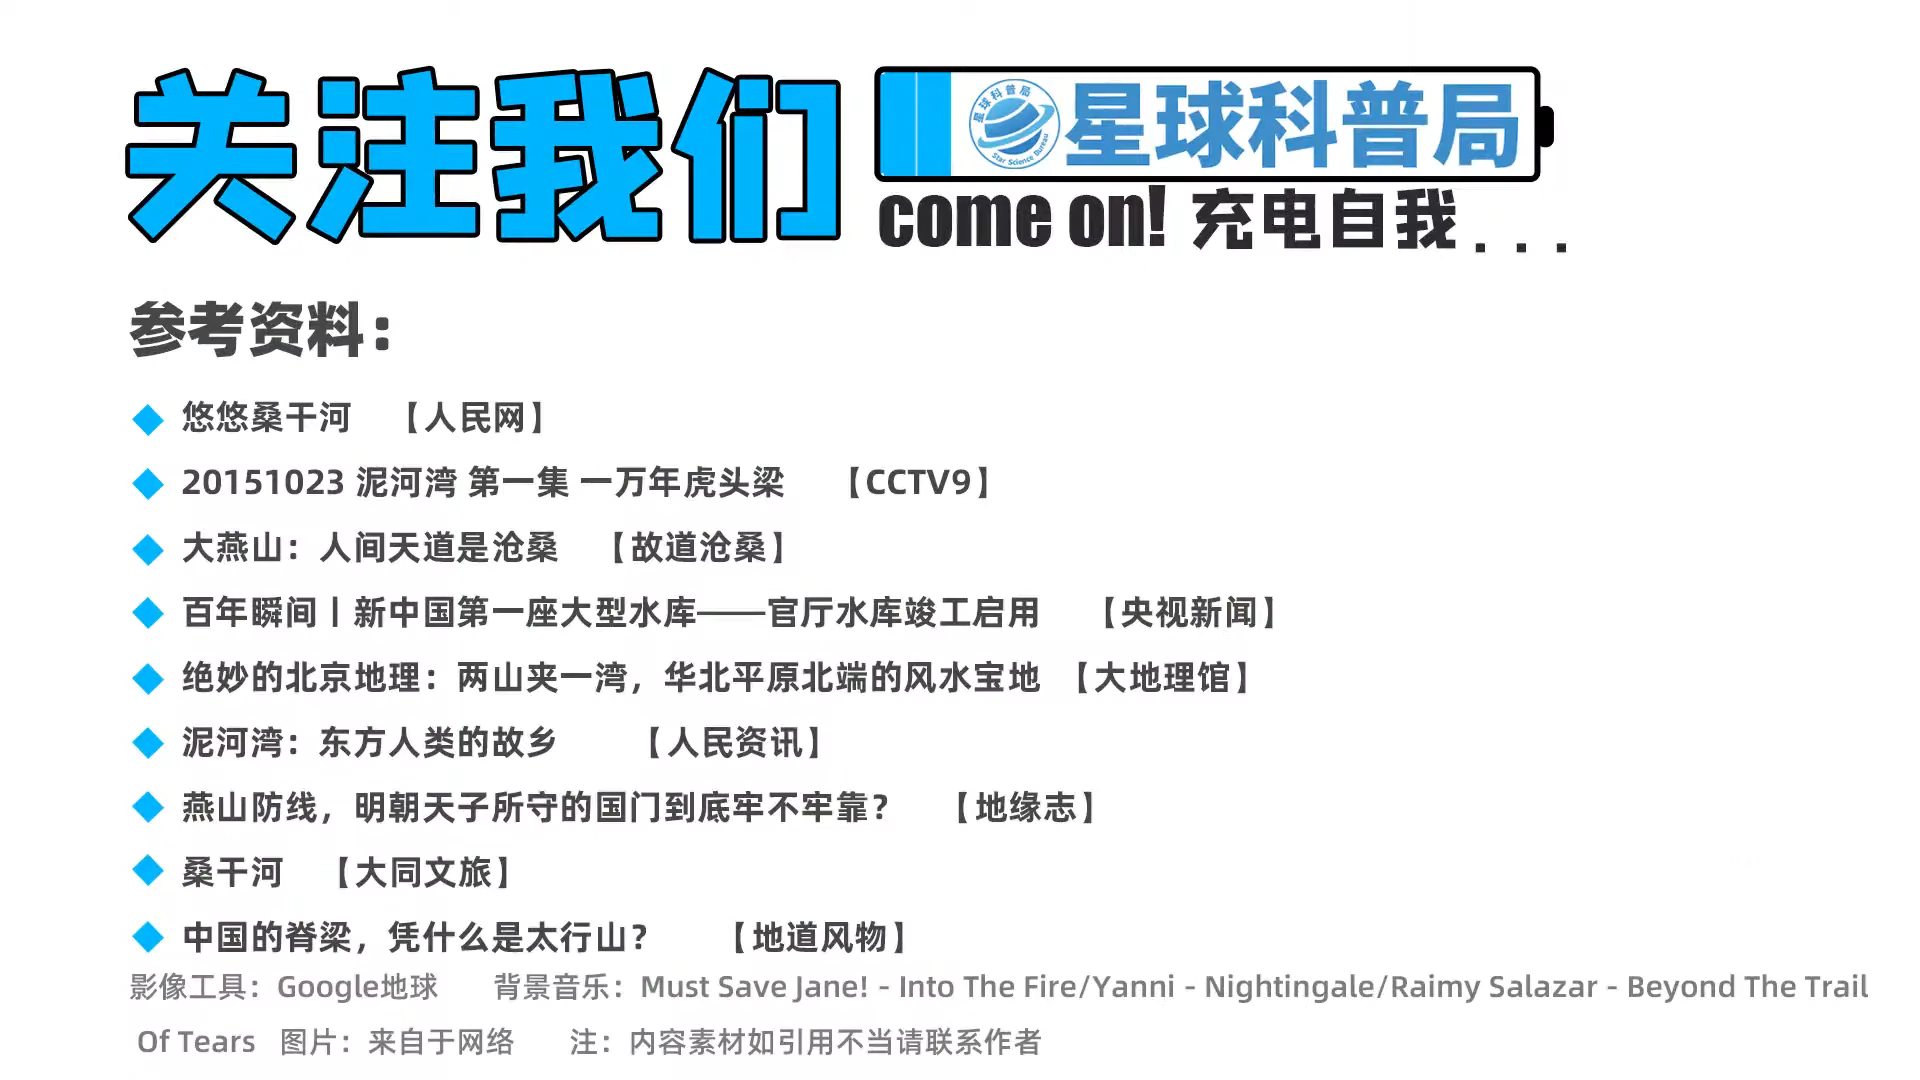 关注我们
星球科普局
Star Science Bureau
星球科普局
come on! 充电自我...
参考资料：
悠悠桑干河 【人民网】
20151023 泥河湾 第一集 一万年虎头梁 【CCTV9】
大燕山：人间天道是沧桑 【故道沧桑】
百年瞬间丨新中国第一座大型水库——官厅水库竣工启用 【央视新闻】
绝妙的北京地理：两山夹一湾，华北平原北端的风水宝地 【大地理馆】
泥河湾：东方人类的故乡 【人民资讯】
燕山防线，明朝天子所守的国门到底牢不牢靠？ 【地缘志】
桑干河 【大同文旅】
中国的脊梁，凭什么是太行山？ 【地道风物】
影像工具：Google地球 背景音乐：Must Save Jane! - Into The Fire/Yanni - Nightingale/Raimy Salazar - Beyond The Trail
Of Tears 图片：来自于网络 注：内容素材如引用不当请联系作者